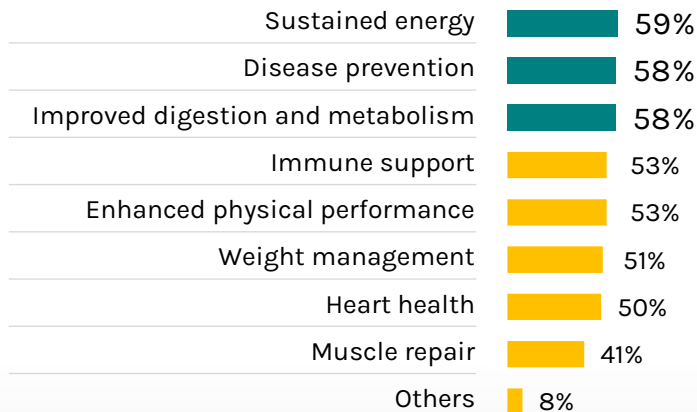 Sustained energy 59%
Disease prevention 58%
Improved digestion and metabolism 58%
Immune support 53%
Enhanced physical performance 53%
Weight management 51%
Heart health 50%
Muscle repair 41%
Others 8%